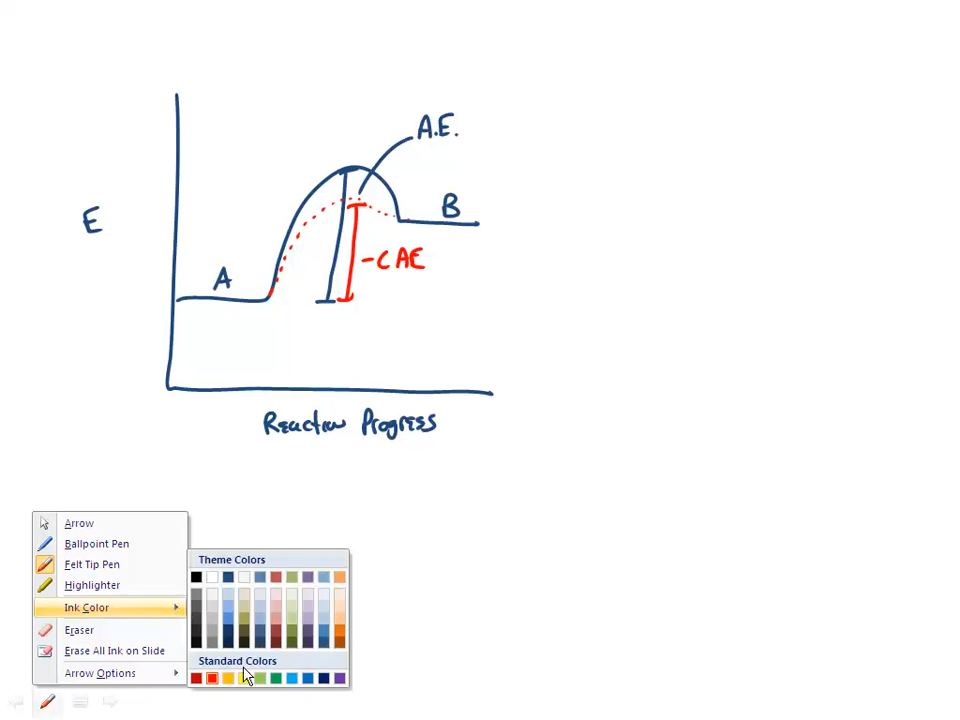 A.E.
B
E
-CAE
A
Reaction Progress
Arrow
Ballpoint Pen
Felt Tip Pen
Highlighter
Ink Color
Eraser
Erase All Ink on Slide
Arrow Options
Theme Colors
Standard Colors